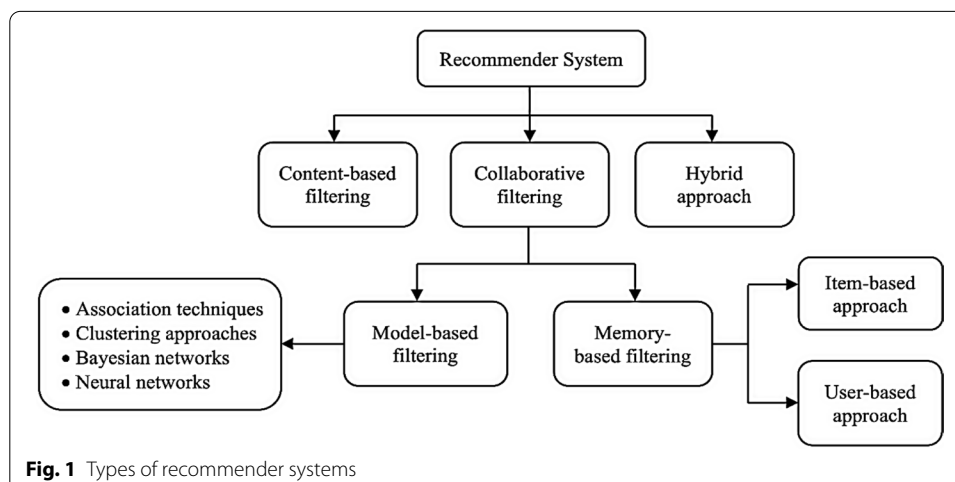 Recommender System
Content-based
filtering
Collaborative
filtering
Hybrid
approach
• Association techniques
• Clustering approaches
• Bayesian networks
• Neural networks
Model-based
filtering
Memory-
based filtering
Item-based
approach
User-based
approach
Fig. 1 Types of recommender systems